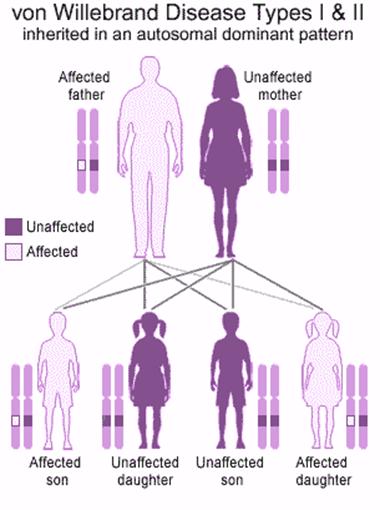 von Willebrand Disease Types I & II
inherited in an autosomal dominant pattern
Affected
father
Unaffected
mother
Unaffected
Affected
Affected
son
Unaffected
daughter
Unaffected
son
Affected
daughter